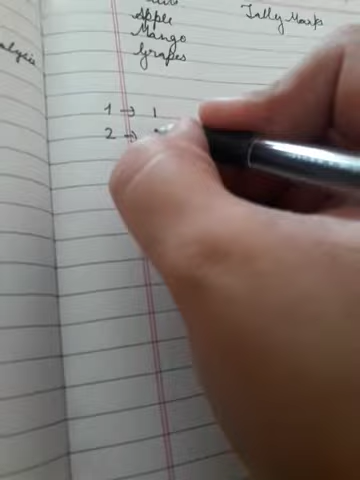 Tally Marks
Apple
Mango
Grapes
1 → 1
2 →